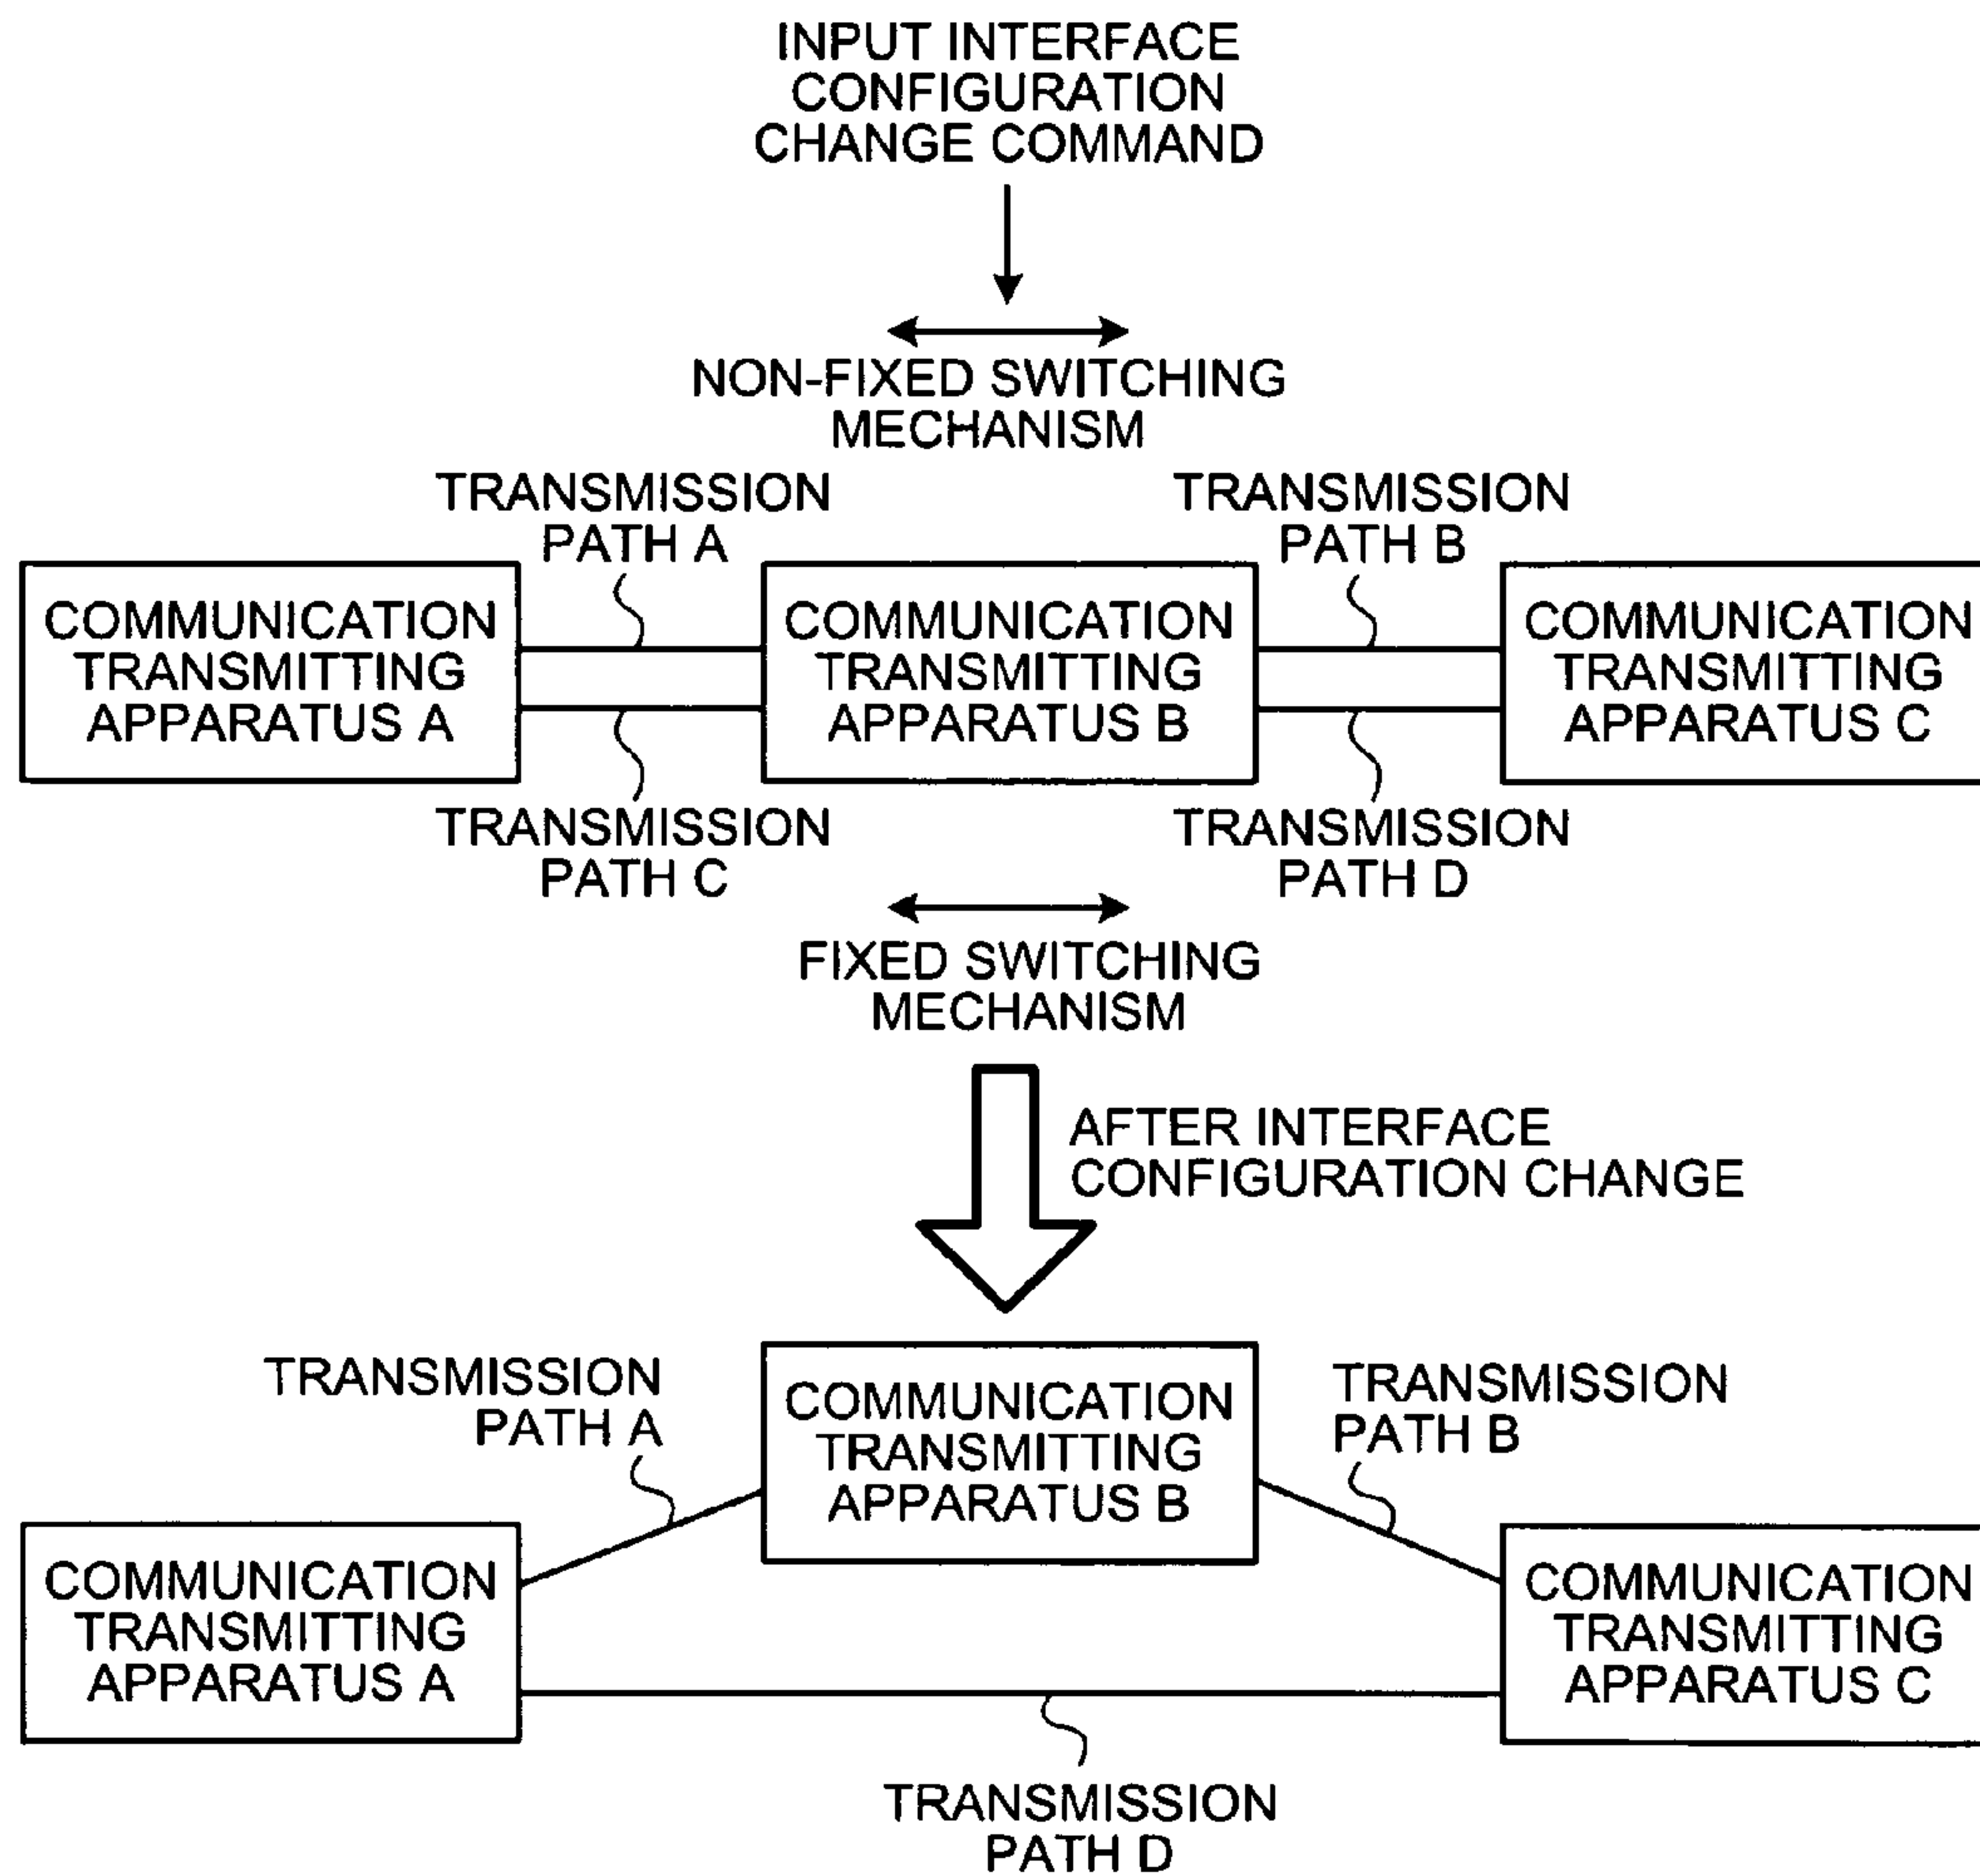 INPUT INTERFACE
CONFIGURATION
CHANGE COMMAND
NON-FIXED SWITCHING
MECHANISM
TRANSMISSION
PATH A
TRANSMISSION
PATH B
COMMUNICATION
TRANSMITTING
APPARATUS A
COMMUNICATION
TRANSMITTING
APPARATUS B
COMMUNICATION
TRANSMITTING
APPARATUS C
TRANSMISSION
PATH C
TRANSMISSION
PATH D
FIXED SWITCHING
MECHANISM
AFTER INTERFACE
CONFIGURATION CHANGE
TRANSMISSION
PATH A
COMMUNICATION
TRANSMITTING
APPARATUS B
TRANSMISSION
PATH B
COMMUNICATION
TRANSMITTING
APPARATUS A
COMMUNICATION
TRANSMITTING
APPARATUS C
TRANSMISSION
PATH D